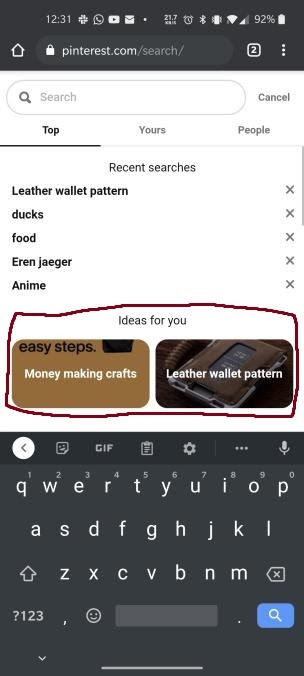 12:31 21.7 KB/S 92%
pinterest.com/search/ 2
Search Cancel
Top Yours People
Recent searches
Leather wallet pattern ×
ducks ×
food ×
Eren jaeger ×
Anime ×
Ideas for you
easy steps.
Money making crafts Leather wallet pattern
GIF
1 2 3 4 5 6 7 8 9 0
q w e r t y u i o p
a s d f g h j k l
z x c v b n m
?123 , .